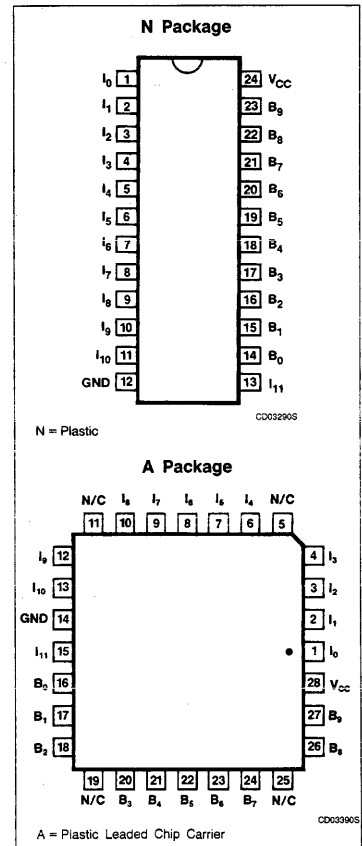 N Package
I0 1 24 VCC
I1 2 23 B9
I2 3 22 B8
I3 4 21 B7
I4 5 20 B6
I5 6 19 B5
i6 7 18 B4
I7 8 17 B3
I8 9 16 B2
I9 10 15 B1
I10 11 14 B0
GND 12 13 I11
CD03290S
N = Plastic
A Package
N/C I8 I7 I6 I5 I4 N/C
11 10 9 8 7 6 5
I9 12 4 I3
I10 13 3 I2
GND 14 2 I1
I11 15 1 I0
B0 16 28 VCC
B1 17 27 B9
B2 18 26 B8
19 20 21 22 23 24 25
N/C B3 B4 B5 B6 B7 N/C
CD03390S
A = Plastic Leaded Chip Carrier